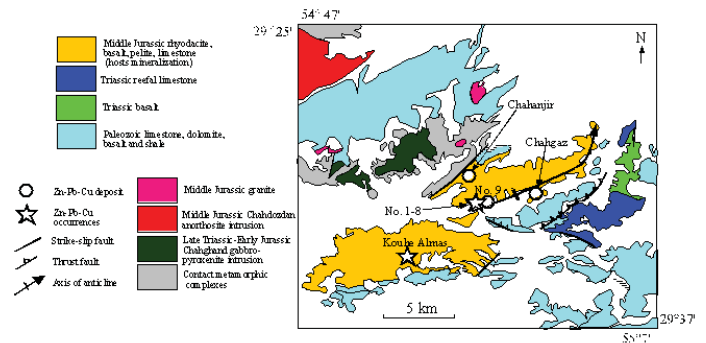 54°47'
29°25'
Middle Jurassic rhyodacite,
basalt, pelite, limestone
(hosts mineralization)
Triassic reefal limestone
Triassic basalt
Paleozoic limestone, dolomite,
basalt and shale
Zn-Pb-Cu deposit
Zn-Pb-Cu
occurrences
Strike-slip fault
Thrust fault
Axis of anticline
Middle Jurassic granite
Middle Jurassic Chahdozdan
anorthosite intrusion
Late Triassic-Early Jurassic
Chahghand gabbro-
pyroxenite intrusion
Contact metamorphic
complexes
N
Chahanjir
Chahgaz
No. 9
No. 1-8
Kouhe Almas
5 km
29°37'
55°7'